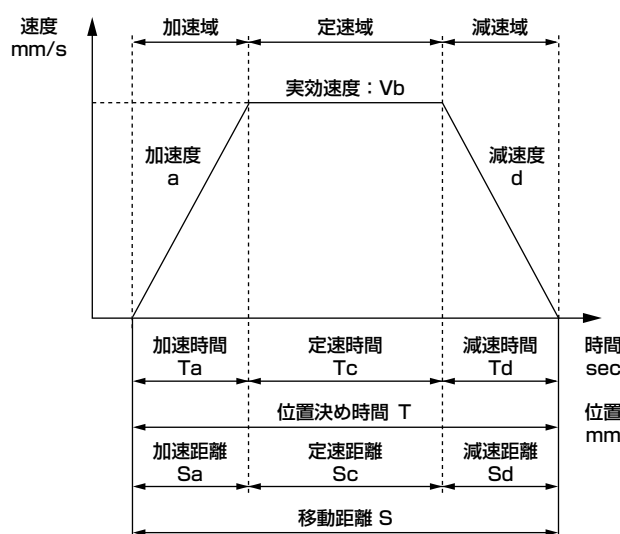 速度
mm/s
加速域
定速域
減速域
実効速度：Vb
加速度
a
減速度
d
加速時間
Ta
定速時間
Tc
減速時間
Td
時間
sec
位置決め時間 T
位置
mm
加速距離
Sa
定速距離
Sc
減速距離
Sd
移動距離 S